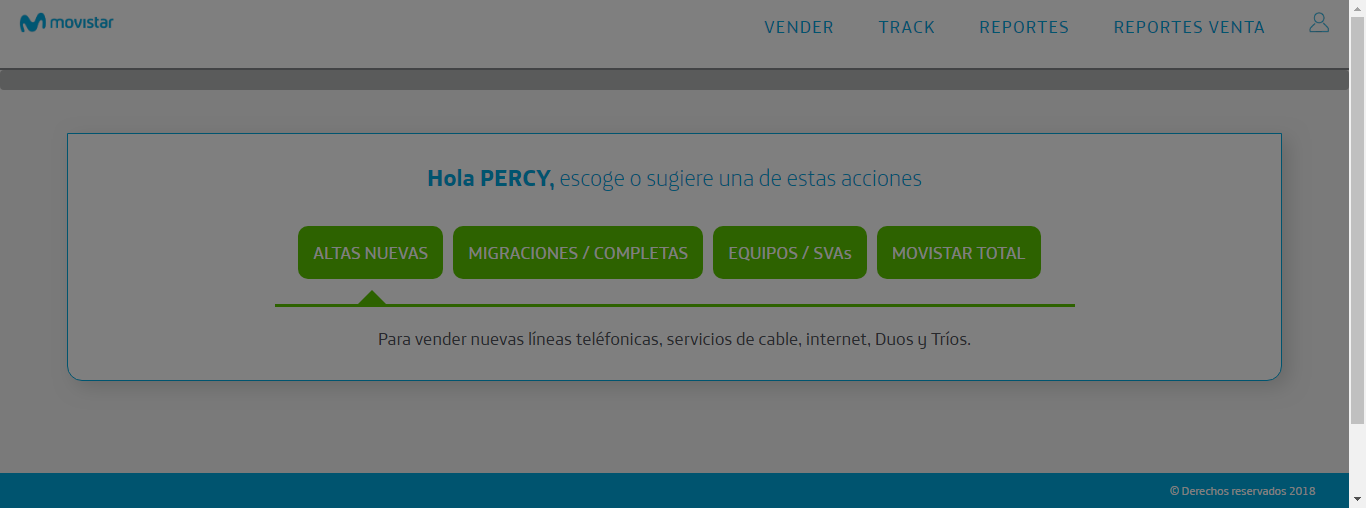 movistar
VENDER TRACK REPORTES REPORTES VENTA
Hola PERCY, escoge o sugiere una de estas acciones
ALTAS NUEVAS MIGRACIONES / COMPLETAS EQUIPOS / SVAs MOVISTAR TOTAL
Para vender nuevas líneas teléfonicas, servicios de cable, internet, Duos y Tríos.
© Derechos reservados 2018